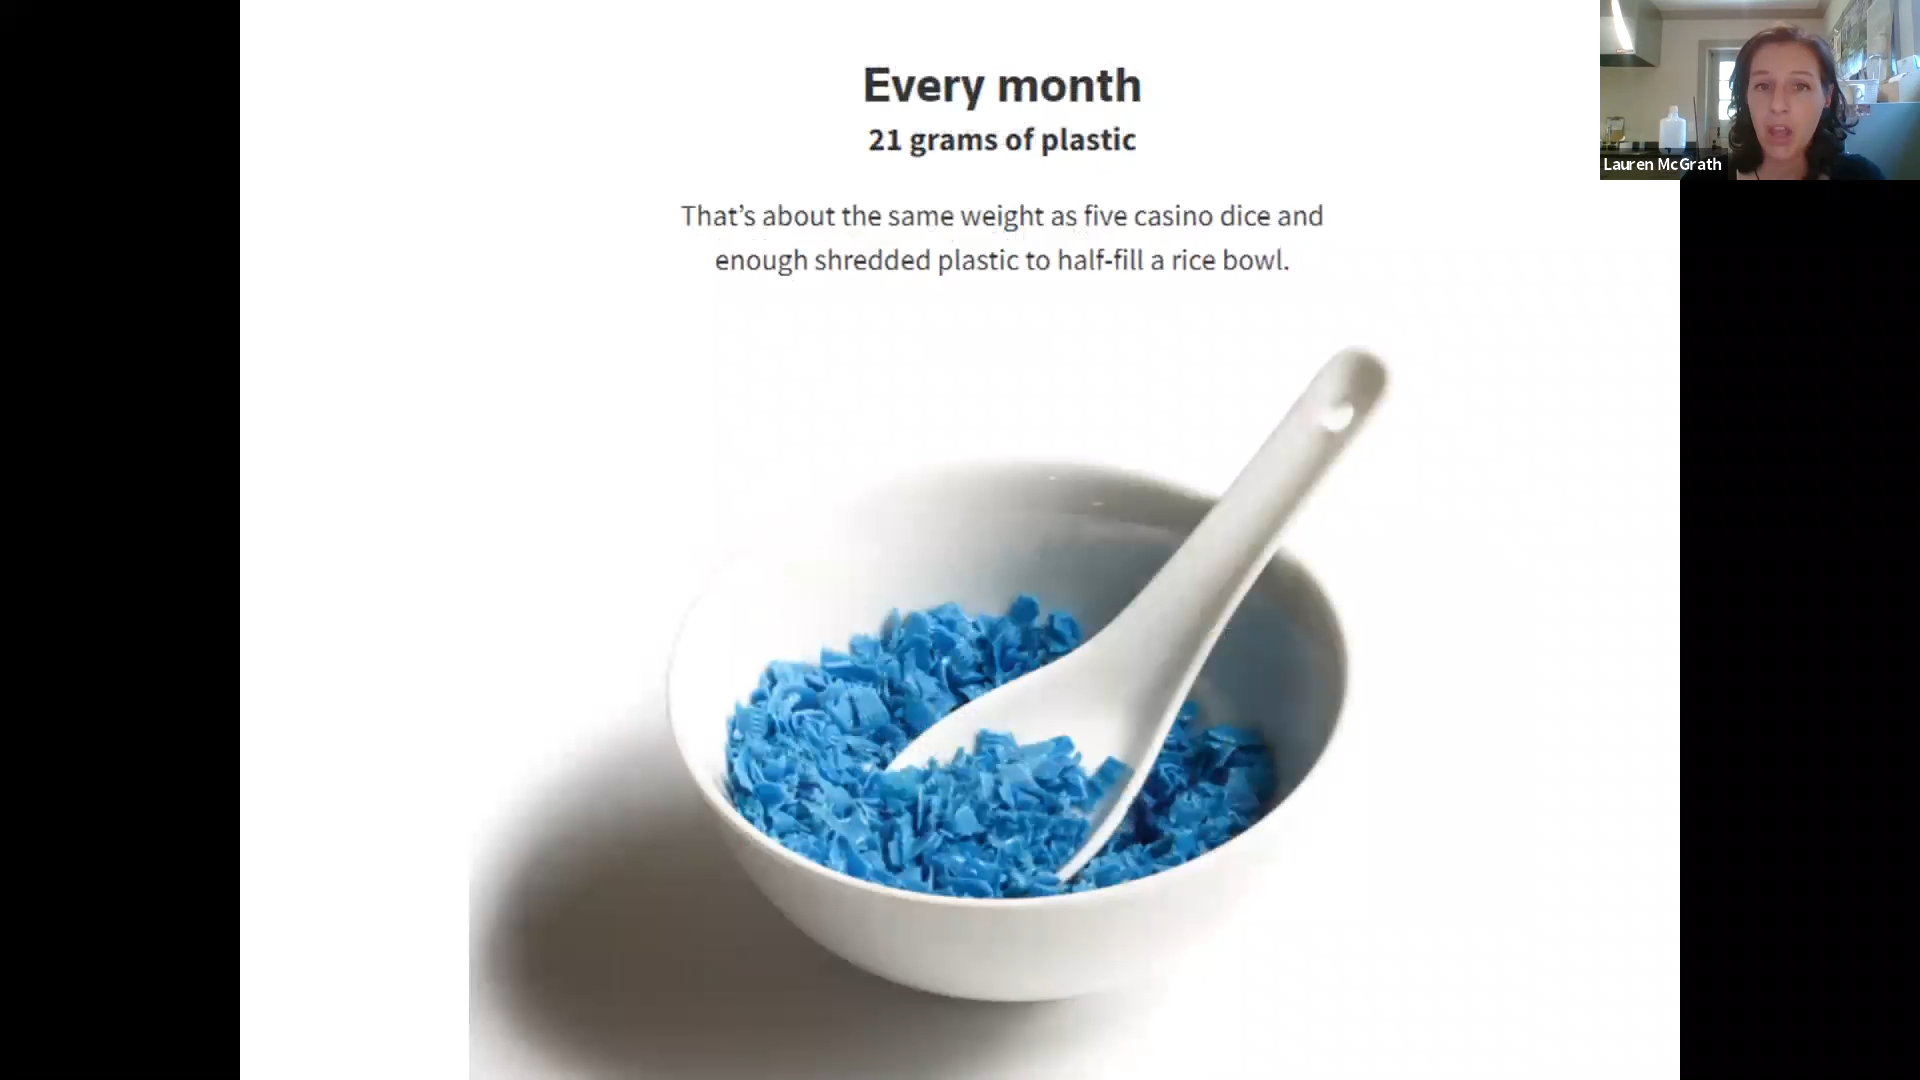 Every month
21 grams of plastic
That's about the same weight as five casino dice and
enough shredded plastic to half-fill a rice bowl.
Lauren McGrath